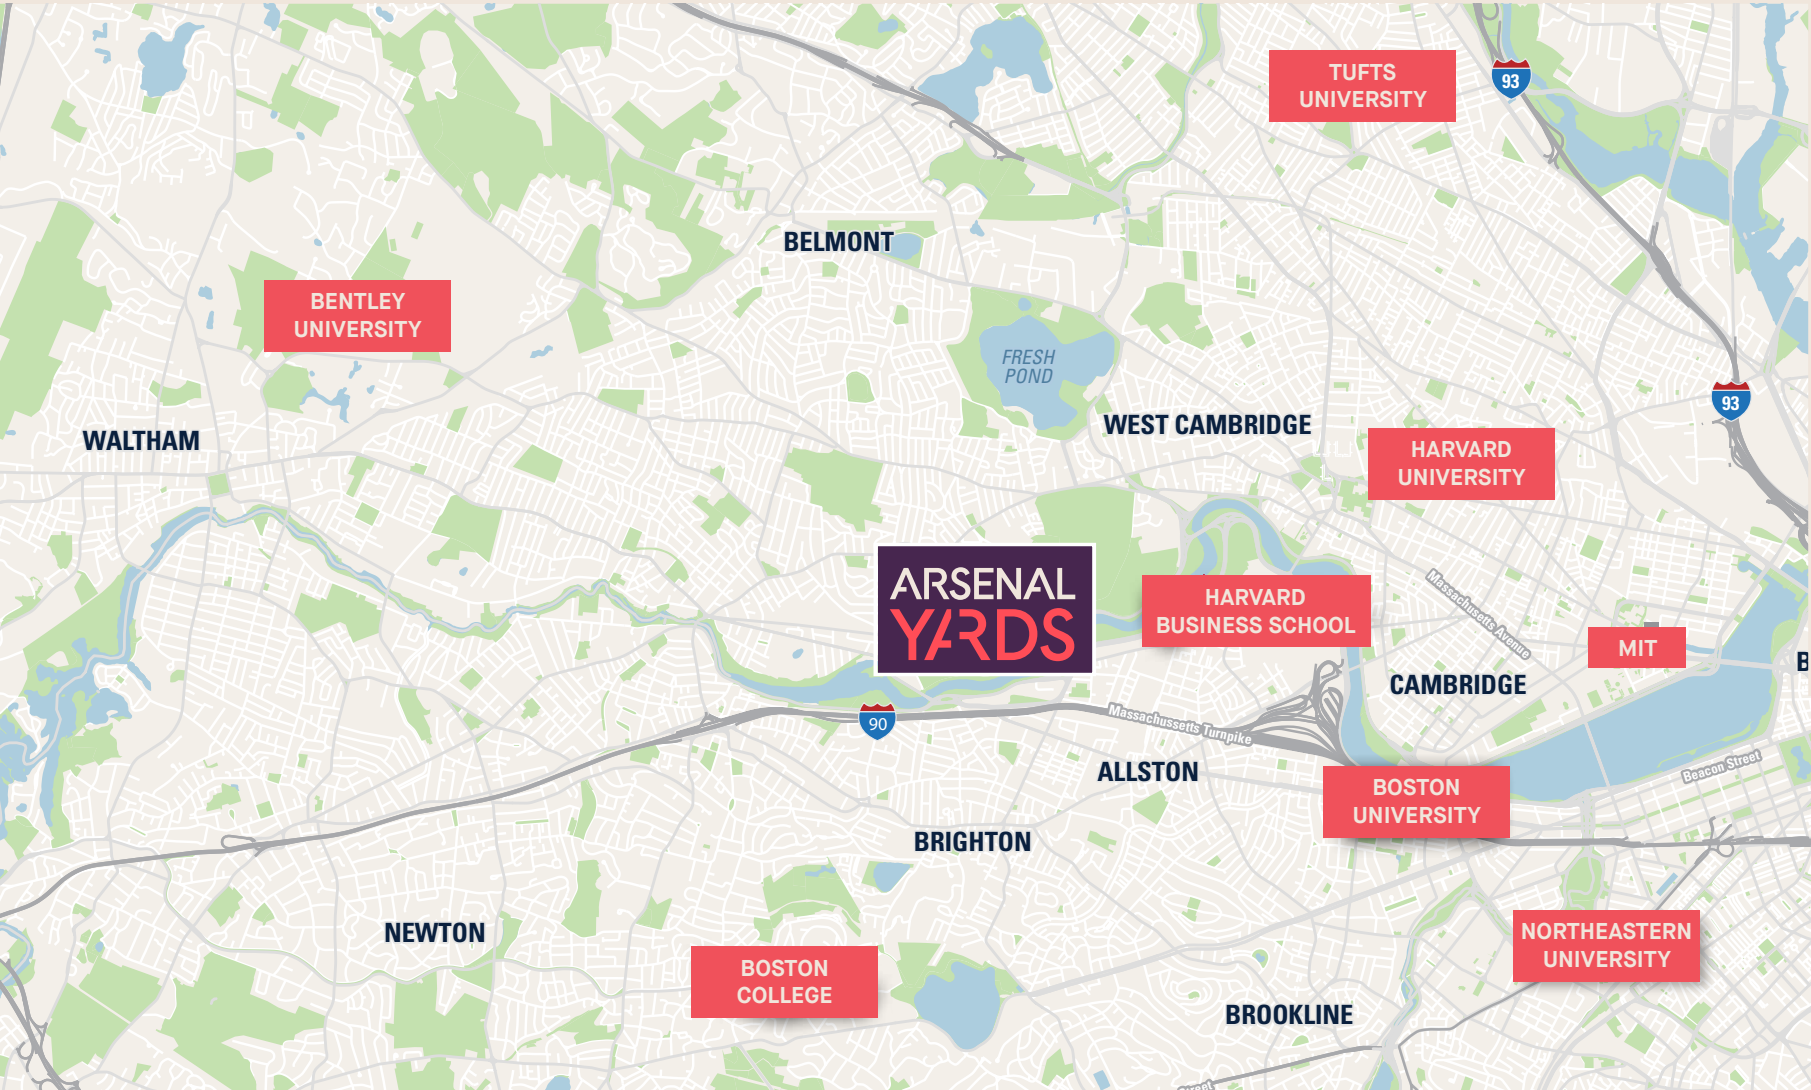 TUFTS
UNIVERSITY
93
BELMONT
BENTLEY
UNIVERSITY
FRESH
POND
93
WEST CAMBRIDGE
WALTHAM
HARVARD
UNIVERSITY
ARSENAL
YARDS
HARVARD
BUSINESS SCHOOL
Massachusetts Avenue
MIT
B
CAMBRIDGE
90
Massachussetts Turnpike
ALLSTON
Beacon Street
BOSTON
UNIVERSITY
BRIGHTON
NEWTON
NORTHEASTERN
UNIVERSITY
BOSTON
COLLEGE
BROOKLINE